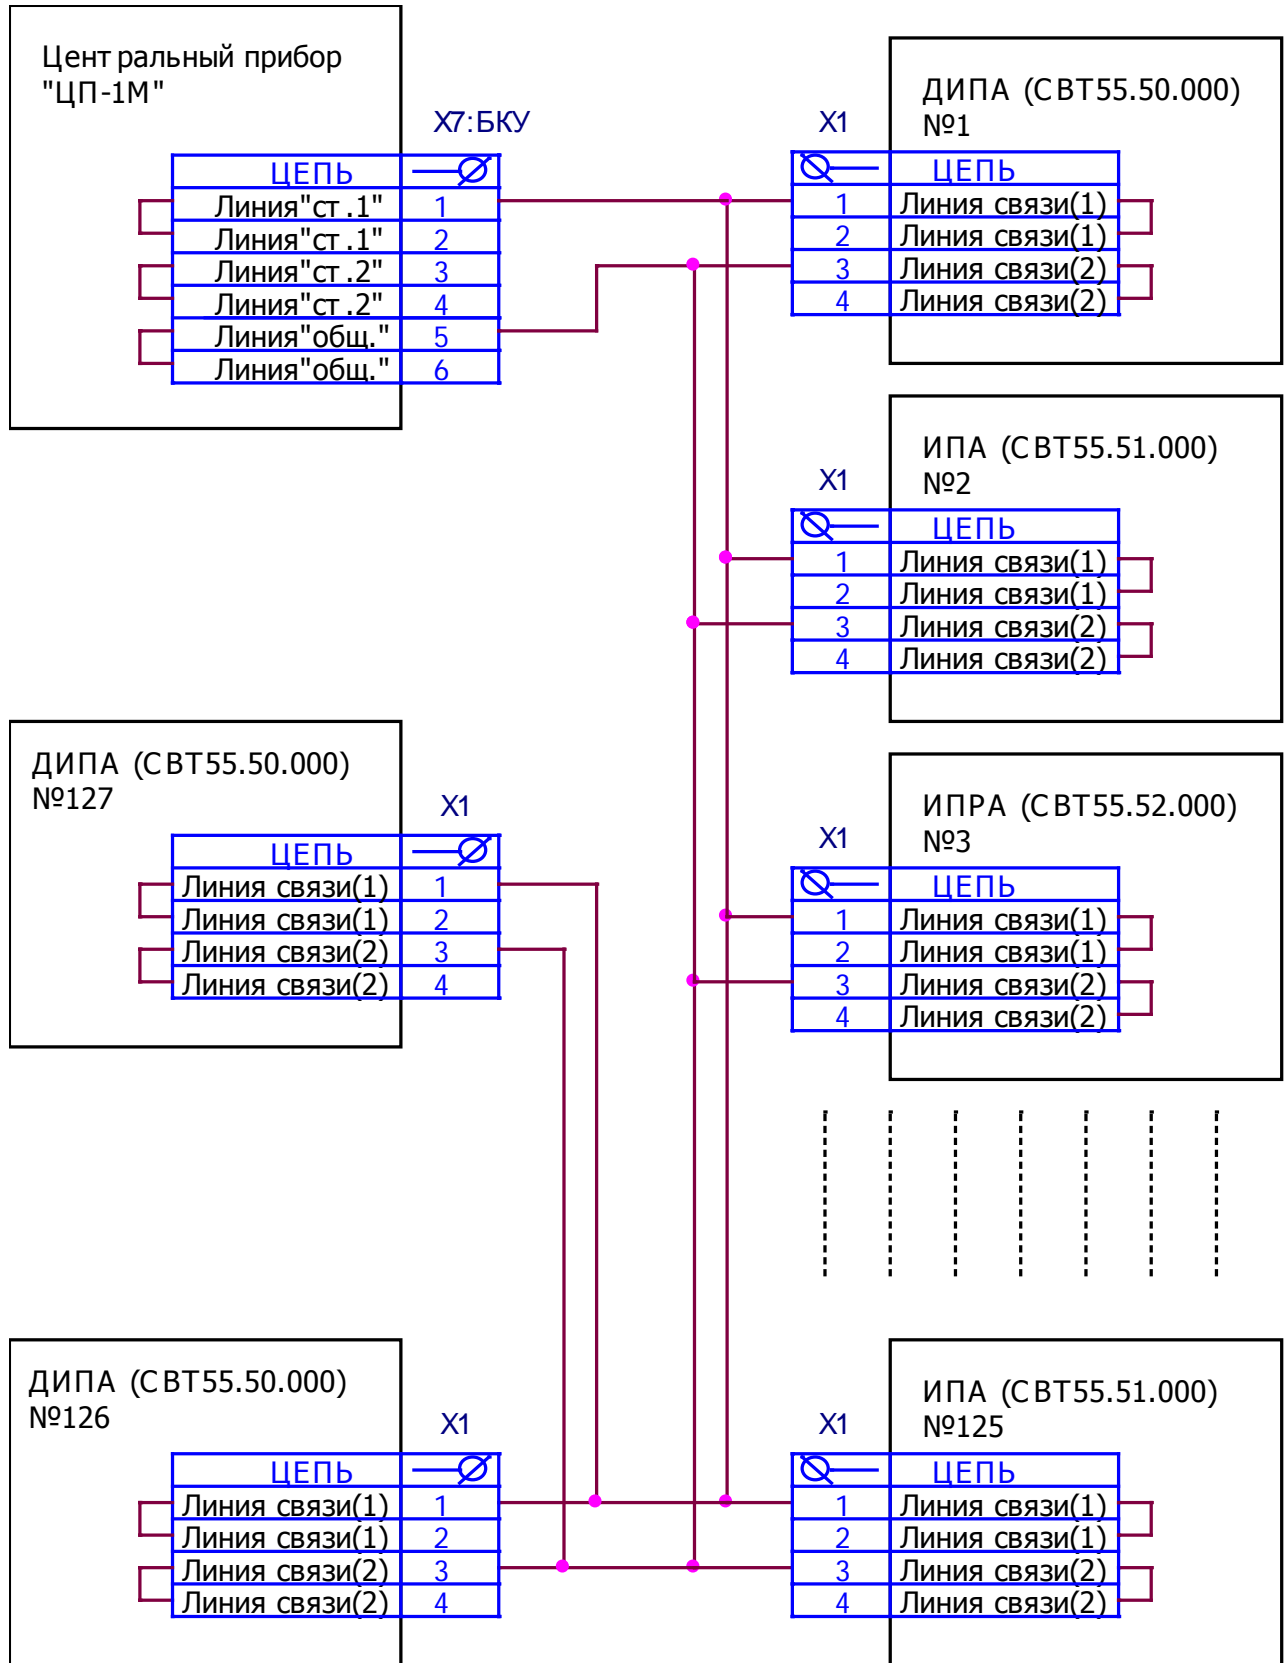 Центральный прибор
"ЦП-1М"
X7:БКУ
ЦЕПЬ
Линия"ст.1" 1
Линия"ст.1" 2
Линия"ст.2" 3
Линия"ст.2" 4
Линия"общ." 5
Линия"общ." 6
ДИПА (СВТ55.50.000)
№1
X1
ЦЕПЬ
1 Линия связи(1)
2 Линия связи(1)
3 Линия связи(2)
4 Линия связи(2)
ИПА (СВТ55.51.000)
№2
X1
ЦЕПЬ
1 Линия связи(1)
2 Линия связи(1)
3 Линия связи(2)
4 Линия связи(2)
ДИПА (СВТ55.50.000)
№127
X1
ЦЕПЬ
Линия связи(1) 1
Линия связи(1) 2
Линия связи(2) 3
Линия связи(2) 4
ИПРА (СВТ55.52.000)
№3
X1
ЦЕПЬ
1 Линия связи(1)
2 Линия связи(1)
3 Линия связи(2)
4 Линия связи(2)
ДИПА (СВТ55.50.000)
№126
X1
ЦЕПЬ
Линия связи(1) 1
Линия связи(1) 2
Линия связи(2) 3
Линия связи(2) 4
ИПА (СВТ55.51.000)
№125
X1
ЦЕПЬ
1 Линия связи(1)
2 Линия связи(1)
3 Линия связи(2)
4 Линия связи(2)